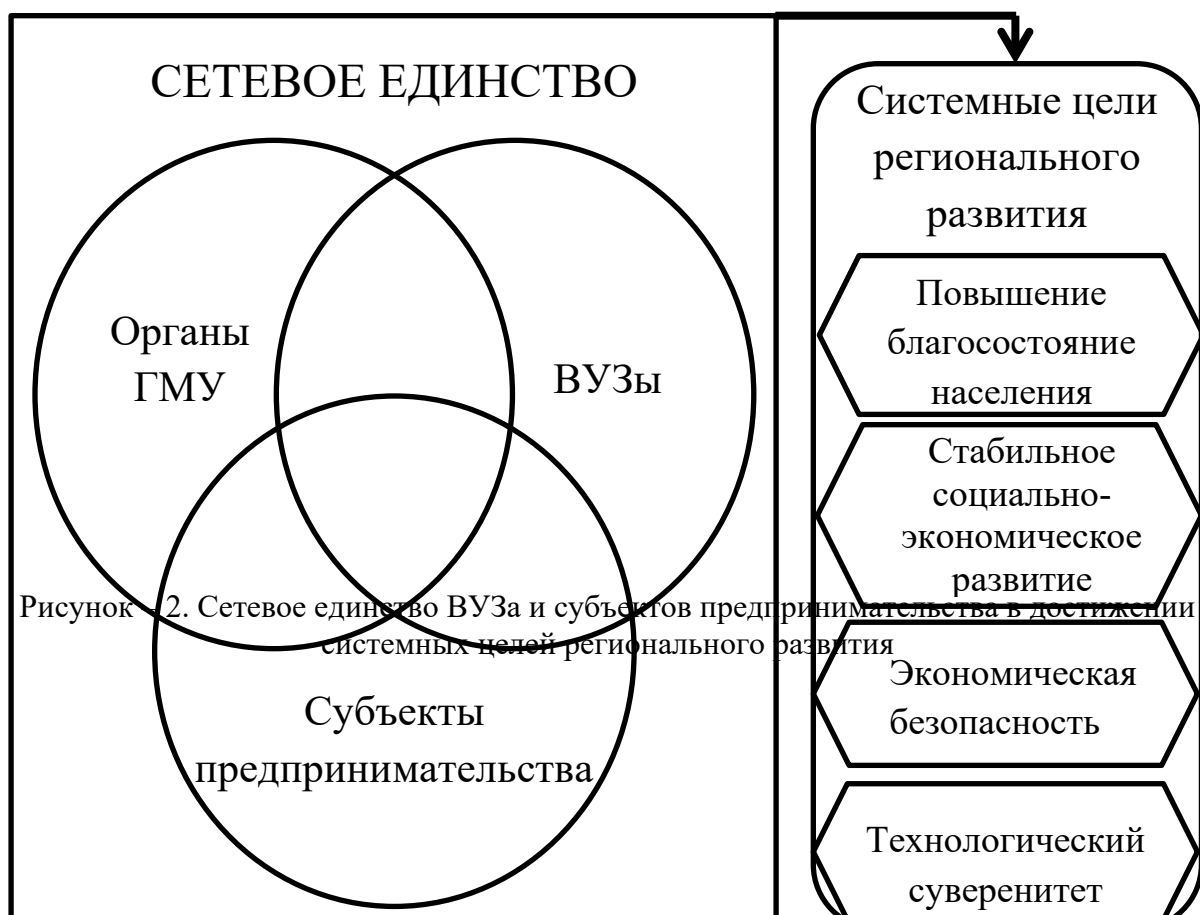 СЕТЕВОЕ ЕДИНСТВО
Органы
ГМУ
ВУЗы
Субъекты
предпринимательства
Системные цели
регионального
развития
Повышение
благосостояние
населения
Стабильное
социально-
экономическое
развитие
Экономическая
безопасность
Технологический
суверенитет
Рисунок – 2. Сетевое единство ВУЗа и субъектов предпринимательства в достижении
системных целей регионального развития